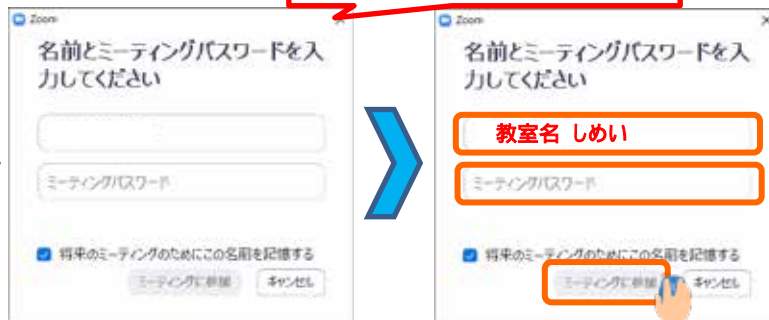 Zoom
名前とミーティングパスワードを入
力してください
ミーティングパスワード
将来のミーティングのためにこの名前を記憶する
ミーティングに参加 キャンセル
Zoom
名前とミーティングパスワードを入
力してください
教室名 しめい
ミーティングパスワード
将来のミーティングのためにこの名前を記憶する
ミーティングに参加 キャンセル